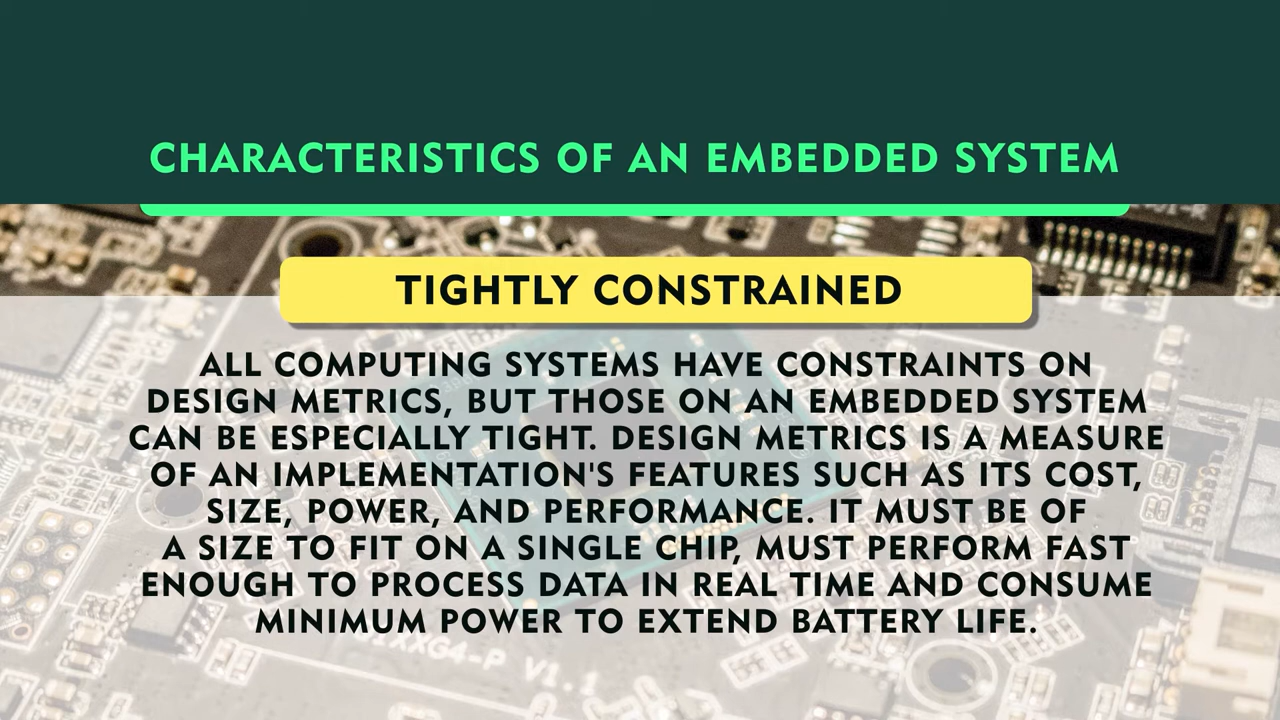 CHARACTERISTICS OF AN EMBEDDED SYSTEM
TIGHTLY CONSTRAINED
ALL COMPUTING SYSTEMS HAVE CONSTRAINTS ON
DESIGN METRICS, BUT THOSE ON AN EMBEDDED SYSTEM
CAN BE ESPECIALLY TIGHT. DESIGN METRICS IS A MEASURE
OF AN IMPLEMENTATION'S FEATURES SUCH AS ITS COST,
SIZE, POWER, AND PERFORMANCE. IT MUST BE OF
A SIZE TO FIT ON A SINGLE CHIP, MUST PERFORM FAST
ENOUGH TO PROCESS DATA IN REAL TIME AND CONSUME
MINIMUM POWER TO EXTEND BATTERY LIFE.
V1.1